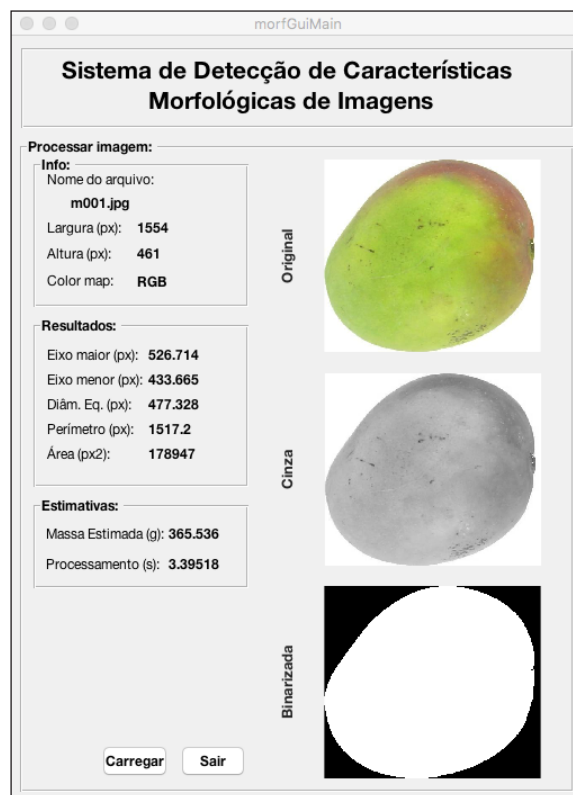 morfGuiMain
Sistema de Detecção de Características
Morfológicas de Imagens
Processar imagem:
Info:
Nome do arquivo:
m001.jpg
Largura (px): 1554
Altura (px): 461
Color map: RGB
Resultados:
Eixo maior (px): 526.714
Eixo menor (px): 433.665
Diâm. Eq. (px): 477.328
Perímetro (px): 1517.2
Área (px2): 178947
Estimativas:
Massa Estimada (g): 365.536
Processamento (s): 3.39518
Original
Cinza
Binarizada
Carregar
Sair